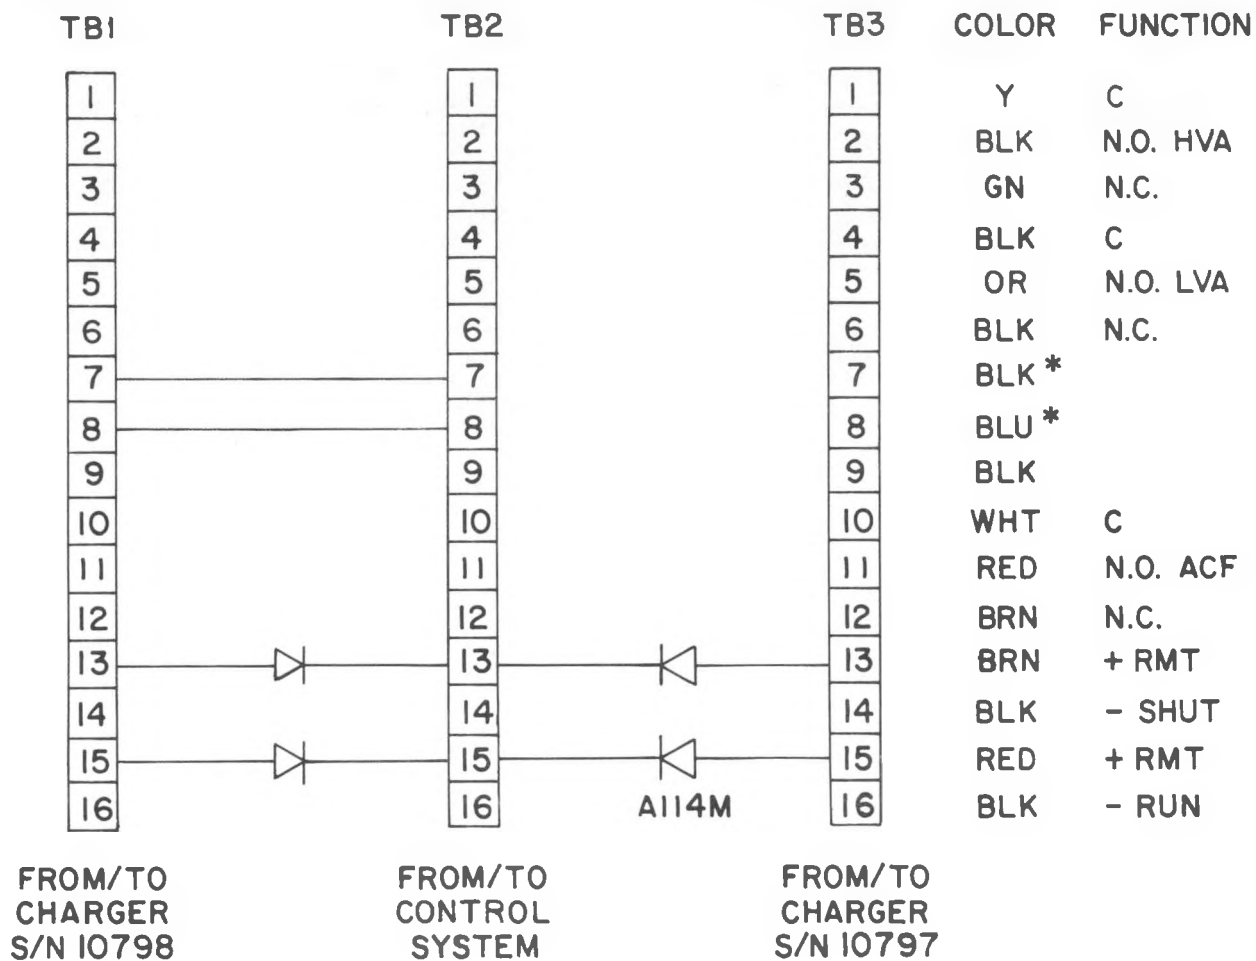 TB1 TB2 TB3 COLOR FUNCTION
1 1 1 Y C
2 2 2 BLK N.O. HVA
3 3 3 GN N.C.
4 4 4 BLK C
5 5 5 OR N.O. LVA
6 6 6 BLK N.C.
7 7 7 BLK*
8 8 8 BLU*
9 9 9 BLK
10 10 10 WHT C
11 11 11 RED N.O. ACF
12 12 12 BRN N.C.
13 13 13 BRN + RMT
14 14 14 BLK - SHUT
15 15 15 RED + RMT
16 16 A114M 16 BLK - RUN
FROM/TO FROM/TO FROM/TO
CHARGER CONTROL CHARGER
S/N 10798 SYSTEM S/N 10797